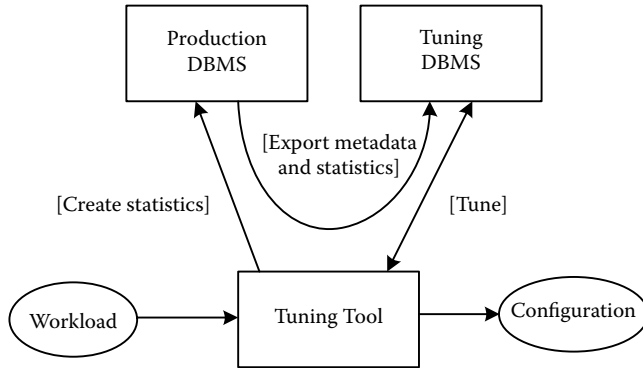 Production
DBMS
Tuning
DBMS
[Export metadata
and statistics]
[Create statistics]
[Tune]
Workload
Tuning Tool
Configuration